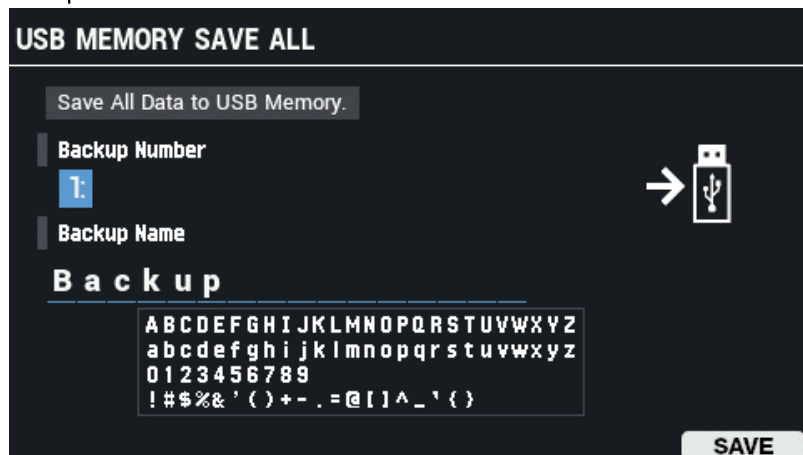 USB MEMORY SAVE ALL
Save All Data to USB Memory.
Backup Number
1:
Backup Name
Backup
ABCDEFGHIJKLMNOPQRSTUVWXYZ
abcdefghijklmnopqrstuvwxyz
0123456789
!#$%&'()+-.=@[]^_`{}
SAVE